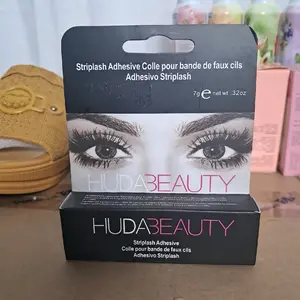 Striplash Adhesive Colle pour bande de faux cils
Adhesivo Striplash
7g e net wt .32oz
HUDABEAUTY
HUDABEAUTY
Striplash Adhesive
Colle pour bande de faux cils
Adhesivo Striplash